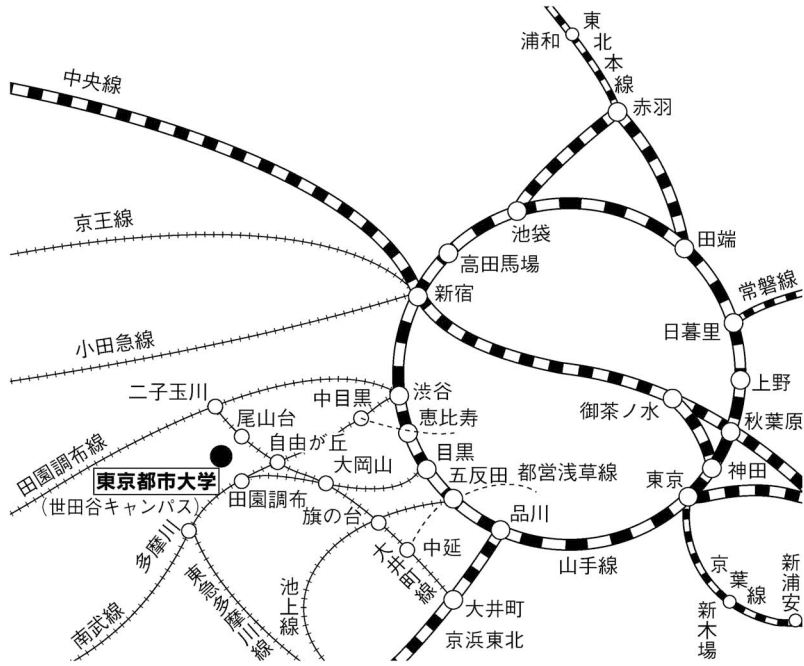 東北本線
浦和
赤羽
中央線
池袋
田端
京王線
高田馬場
新宿
常磐線
日暮里
小田急線
二子玉川
中目黒
渋谷
上野
尾山台
恵比寿
御茶ノ水
秋葉原
自由が丘
目黒
田園調布線
東京都市大学
大岡山
五反田
都営浅草線
東京
神田
(世田谷キャンパス)
田園調布
旗の台
品川
多摩川
中延
山手線
大井町線
京葉線
新浦安
南武線
東急多摩川線
池上線
大井町
新木場
京浜東北